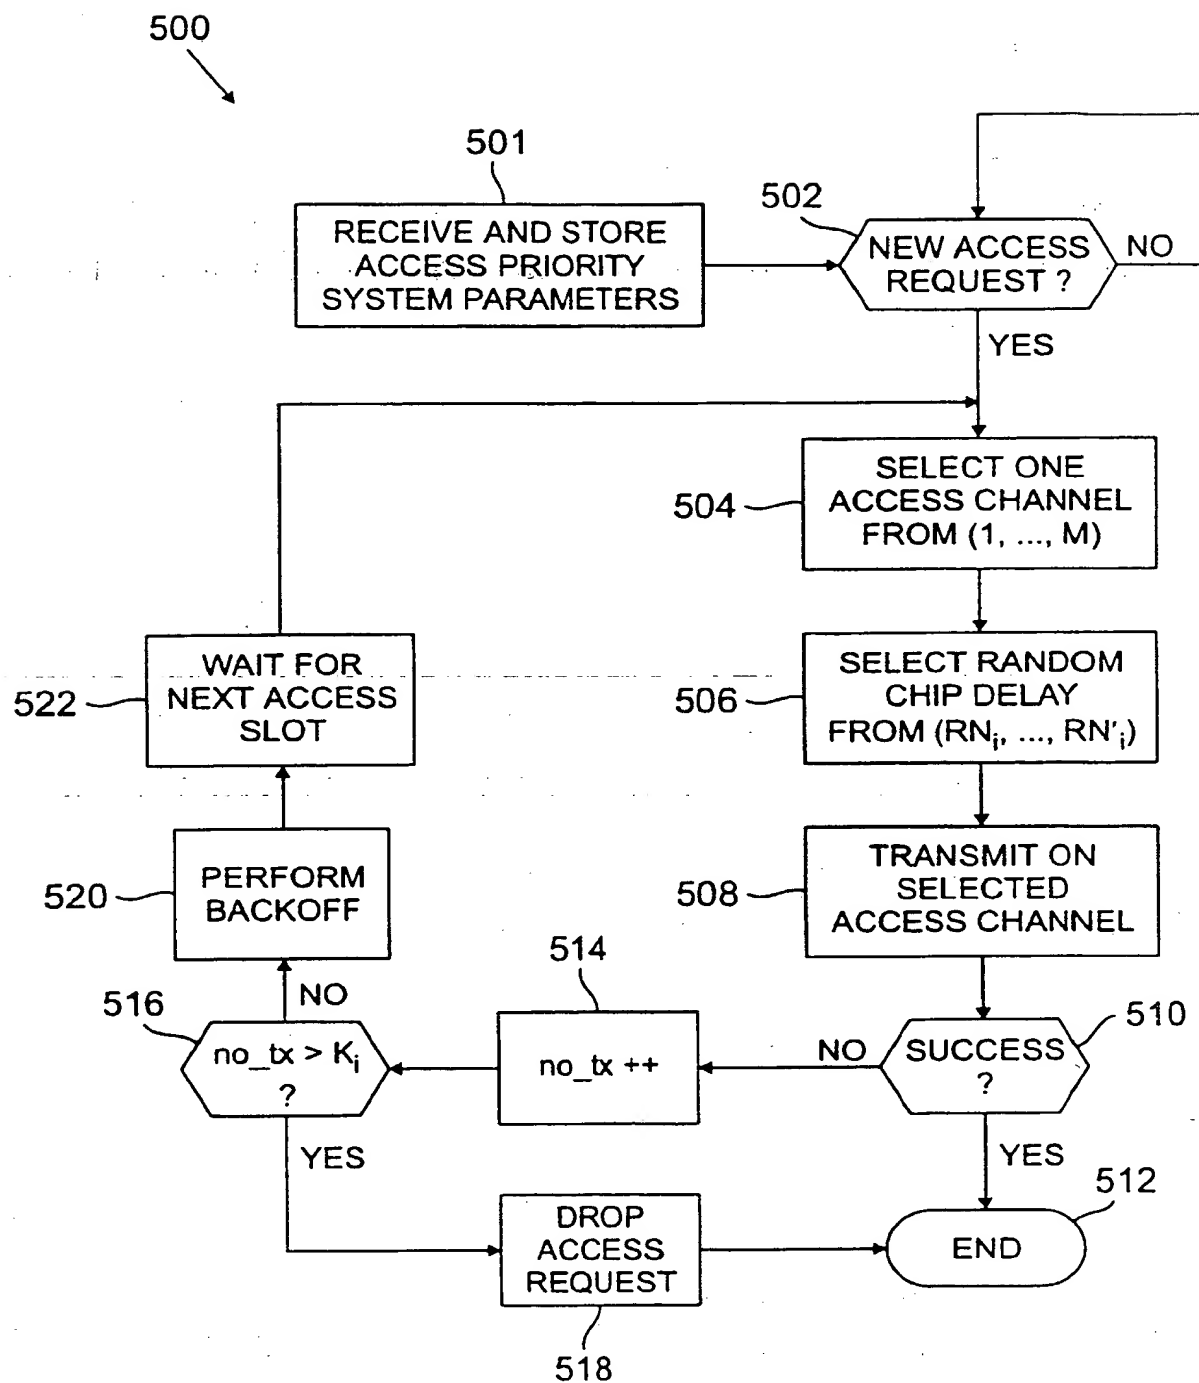 500
501
RECEIVE AND STORE
ACCESS PRIORITY
SYSTEM PARAMETERS
502
NEW ACCESS
REQUEST ?
NO
YES
504
SELECT ONE
ACCESS CHANNEL
FROM (1, ..., M)
506
SELECT RANDOM
CHIP DELAY
FROM (RNi, ..., RN'i)
508
TRANSMIT ON
SELECTED
ACCESS CHANNEL
510
SUCCESS
?
NO
YES
512
END
514
no_tx ++
516
no_tx > Ki
?
NO
YES
518
DROP
ACCESS
REQUEST
520
PERFORM
BACKOFF
522
WAIT FOR
NEXT ACCESS
SLOT